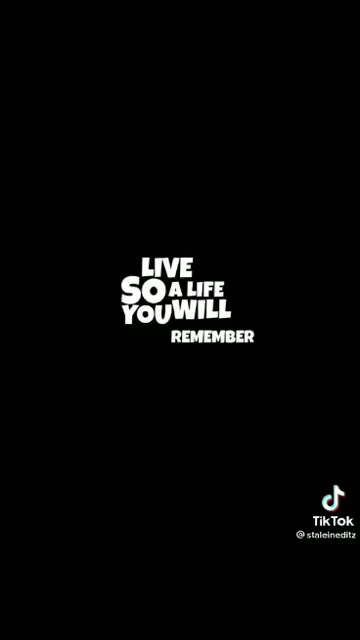 LIVE
SO A LIFE
YOU WILL
REMEMBER
TikTok
@staleineditz